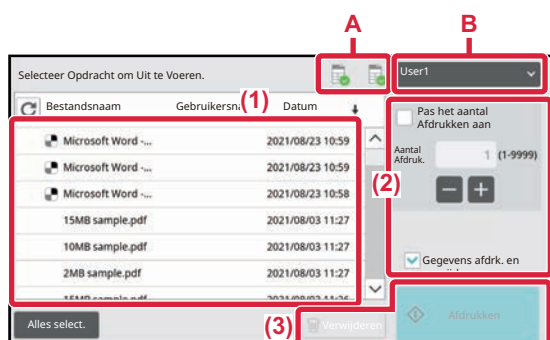 A
B
Selecteer Opdracht om Uit te Voeren.
User1
Bestandsnaam Datum
(1)
Pas het aantal
Afdrukken aan
Microsoft Word -... 2021/08/23 10:59
Aantal
Afdruk.
1 (1-9999)
Microsoft Word -... 2021/08/23 10:59
(2)
Microsoft Word -... 2021/08/23 10:58
15MB sample.pdf 2021/08/03 11:27
10MB sample.pdf 2021/08/03 11:27
2MB sample.pdf 2021/08/03 11:27
Gegevens afdrk. en
Alles select.
(3)
Verwijderen
Afdrukken